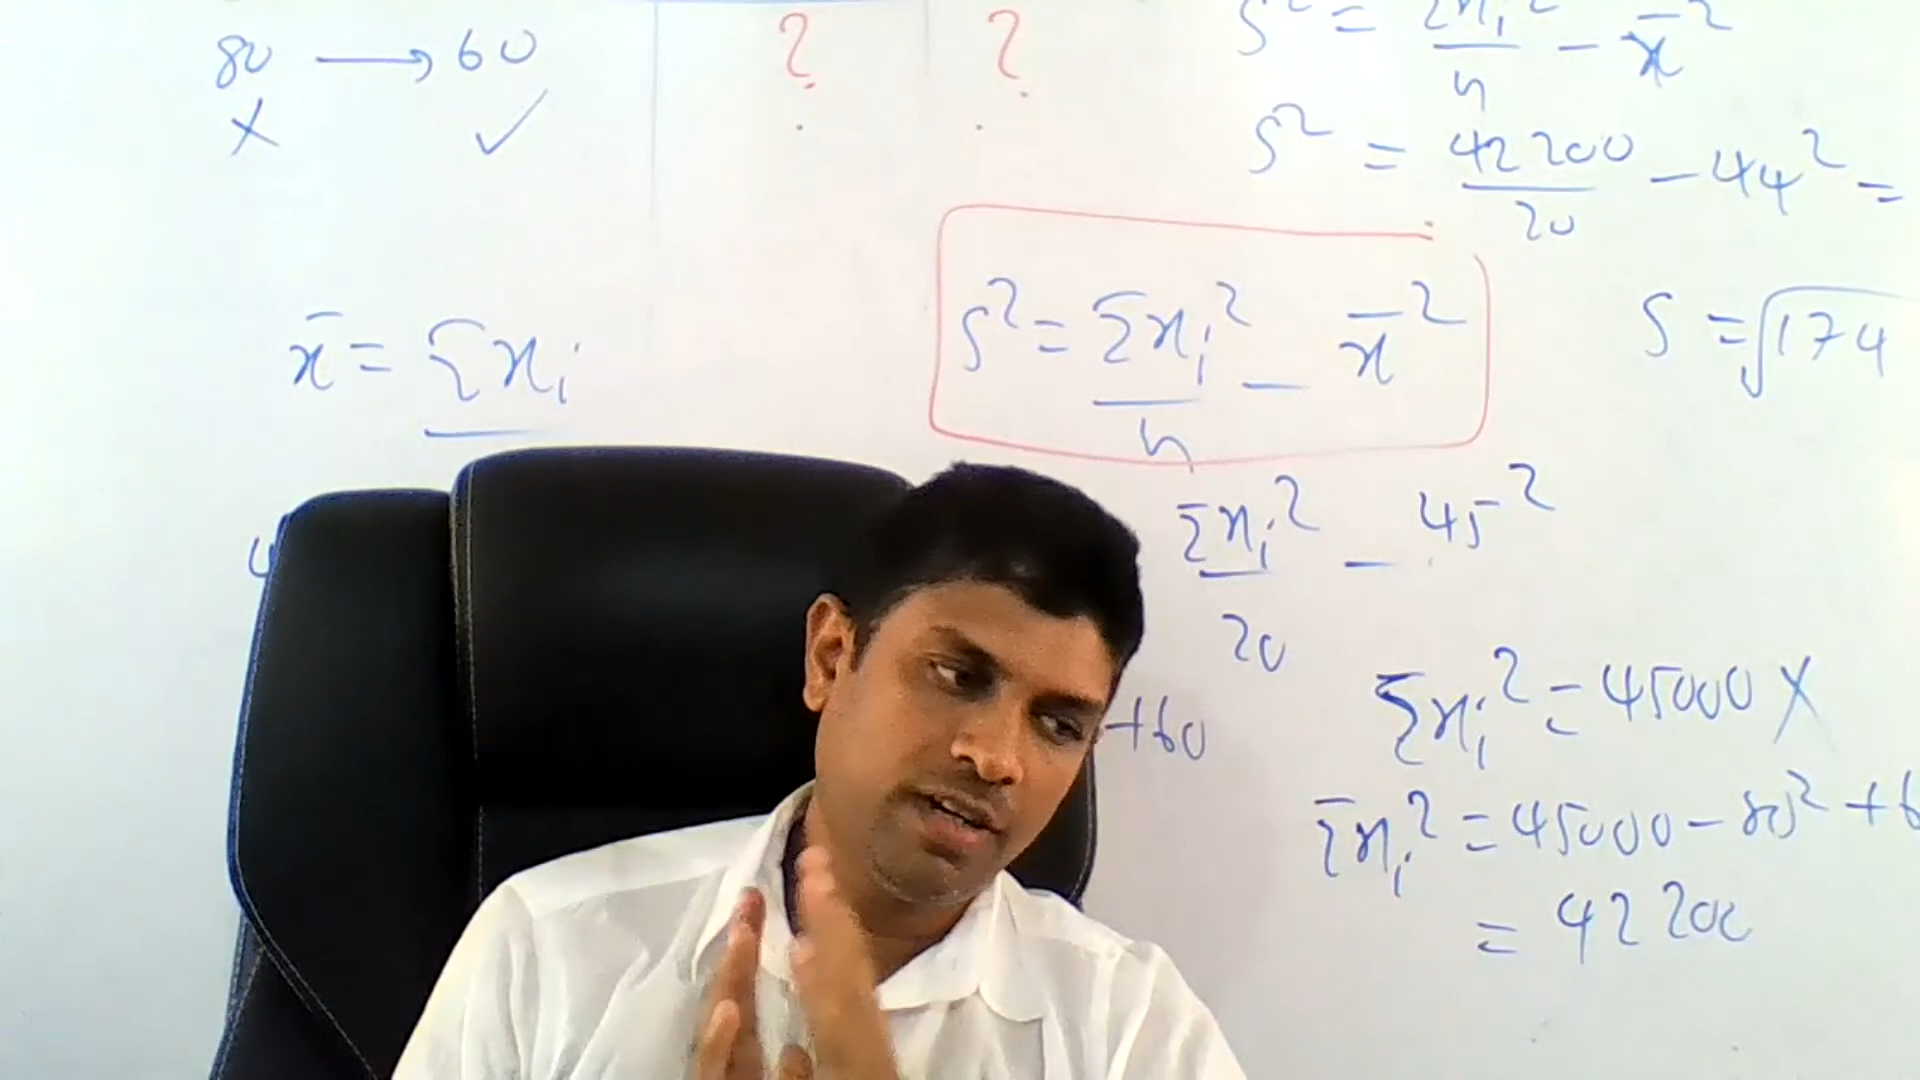 80 → 60 ? ?
X ✓
S² = Σxᵢ²/n − x̄²
S² = 42200/20 − 44² =
x̄ = Σxᵢ
S² = Σxᵢ²/n − x̄²
S = √174
Σxᵢ²/20 − 45²
+60
Σxᵢ² = 45000 X
Σxᵢ² = 45000 − 80² + 6
= 42200